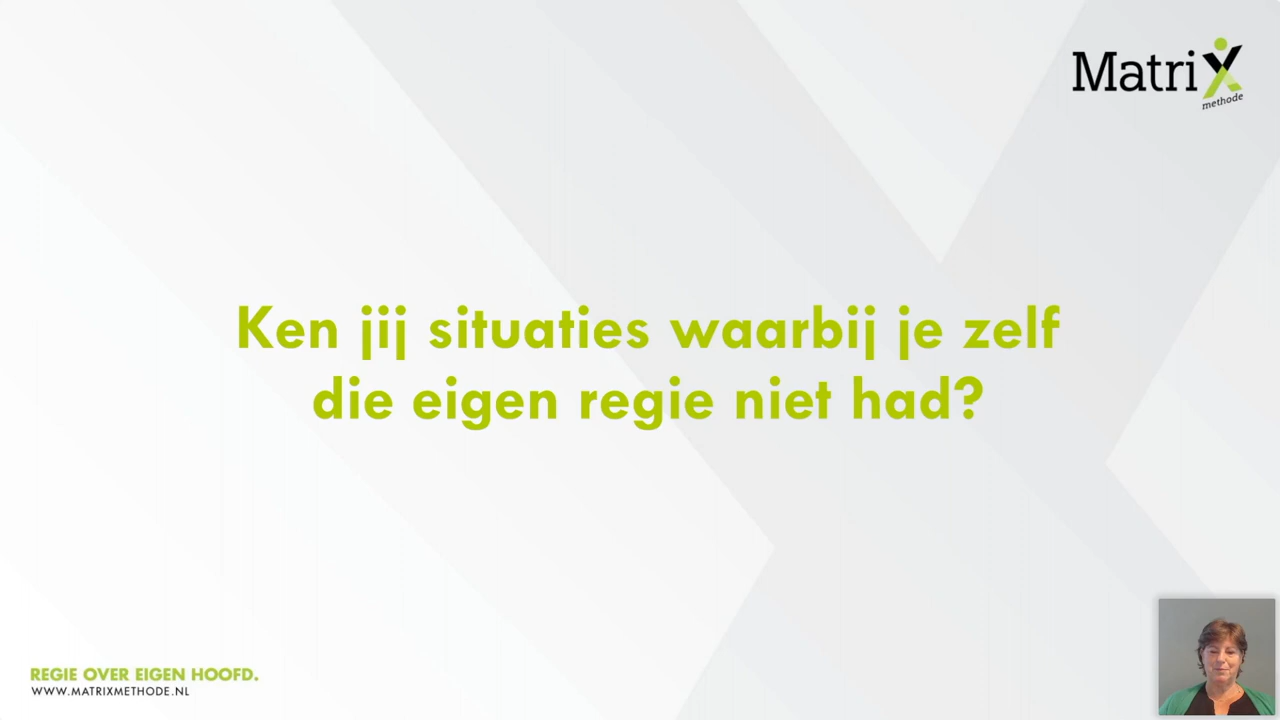 MatriX
methode
Ken jij situaties waarbij je zelf
die eigen regie niet had?
REGIE OVER EIGEN HOOFD.
WWW.MATRIXMETHODE.NL